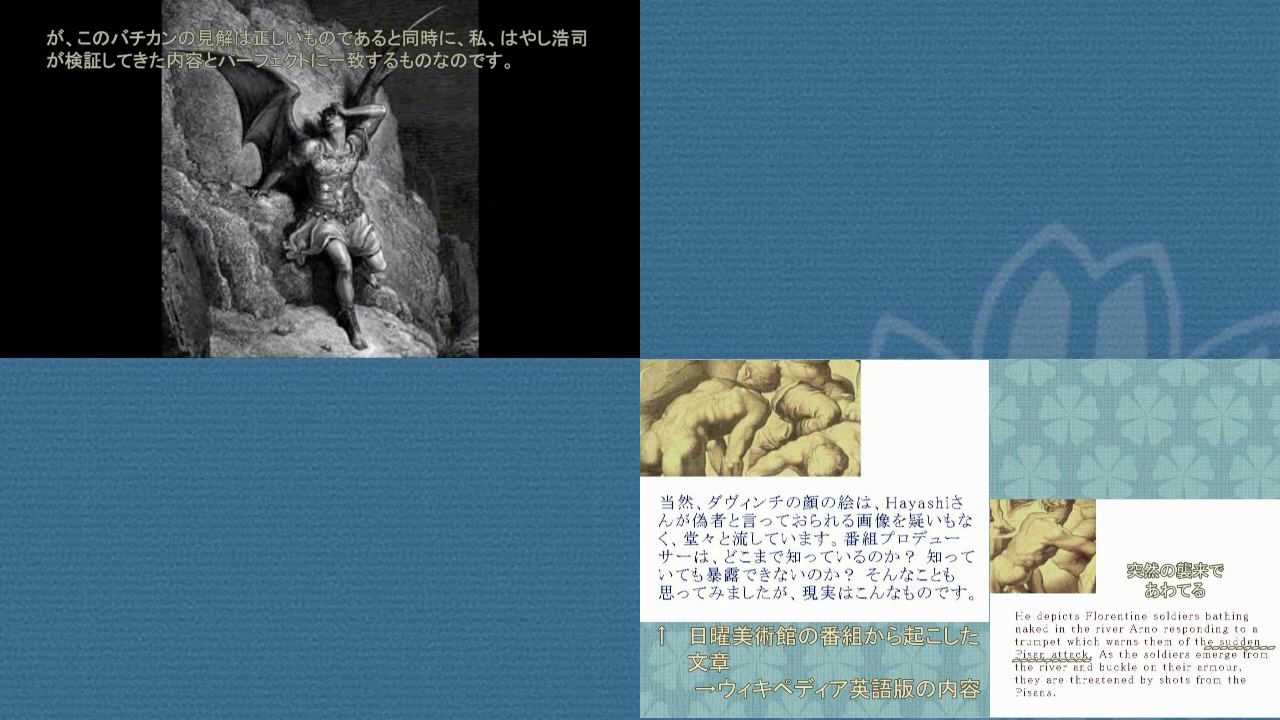 が、このバチカンの見解は正しいものであると同時に、私、はやし浩司
が検証してきた内容とパーフェクトに一致するものなのです。
当然、ダヴィンチの顔の絵は、Hayashiさ
んが偽者と言っておられる画像を疑いもな
く、堂々と流しています。番組プロデュー
サーは、どこまで知っているのか？ 知って
いても暴露できないのか？ そんなことも
思ってみましたが、現実はこんなものです。
↑ 日曜美術館の番組から起こした
文章
→ウィキペディア英語版の内容
突然の襲来で
あわてる
He depicts Florentine soldiers bathing
naked in the river Arno responding to a
trumpet which warns them of the sudden
Pisan attack. As the soldiers emerge from
the river and buckle on their armour,
they are threatened by shots from the
Pisans.